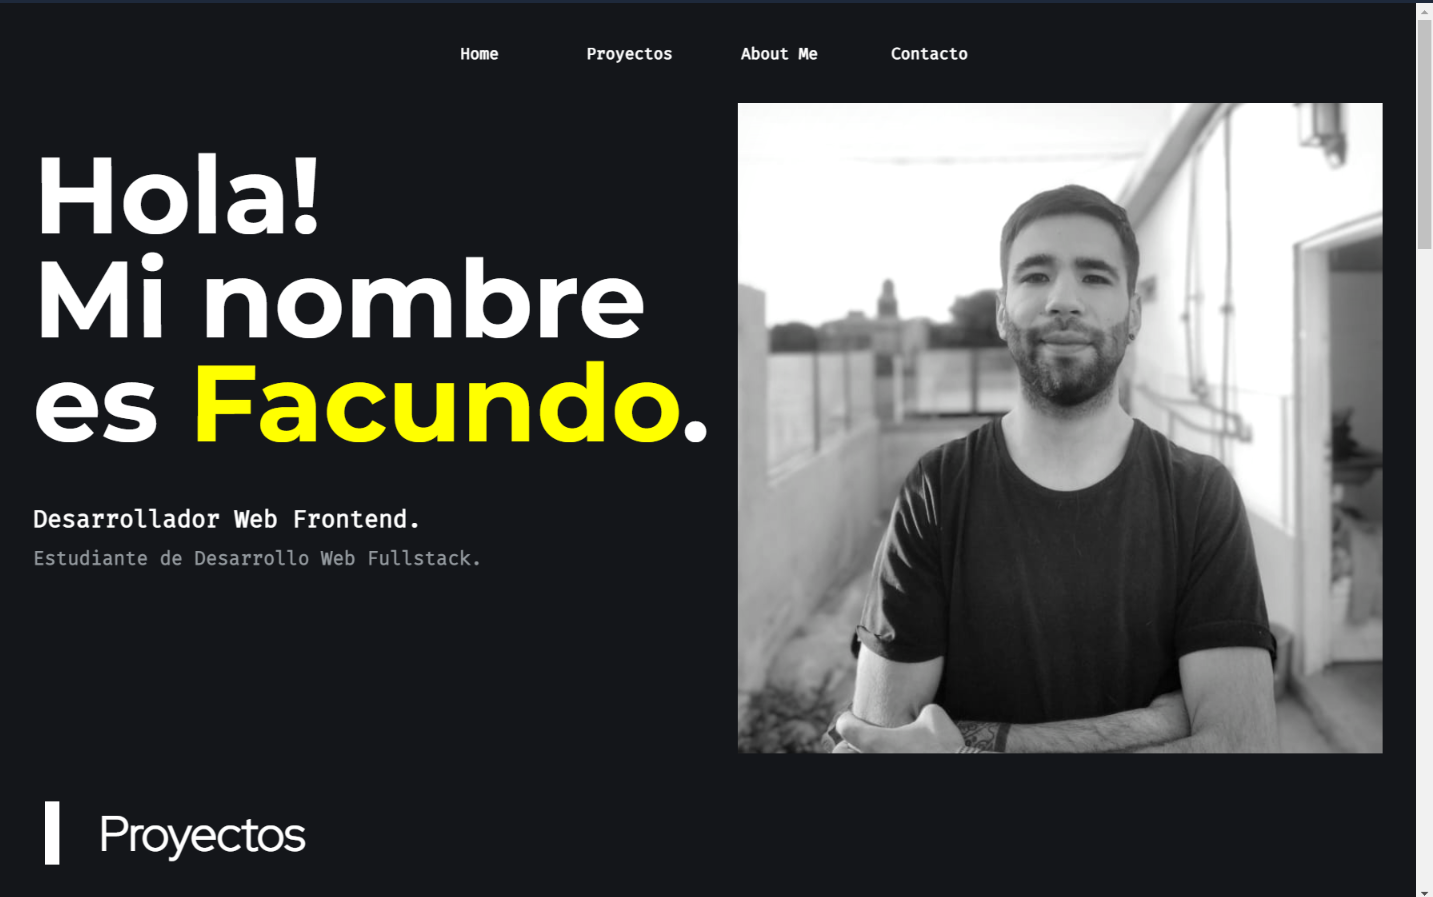 Home Proyectos About Me Contacto
Hola!
Mi nombre
es Facundo.
Desarrollador Web Frontend.
Estudiante de Desarrollo Web Fullstack.
Proyectos